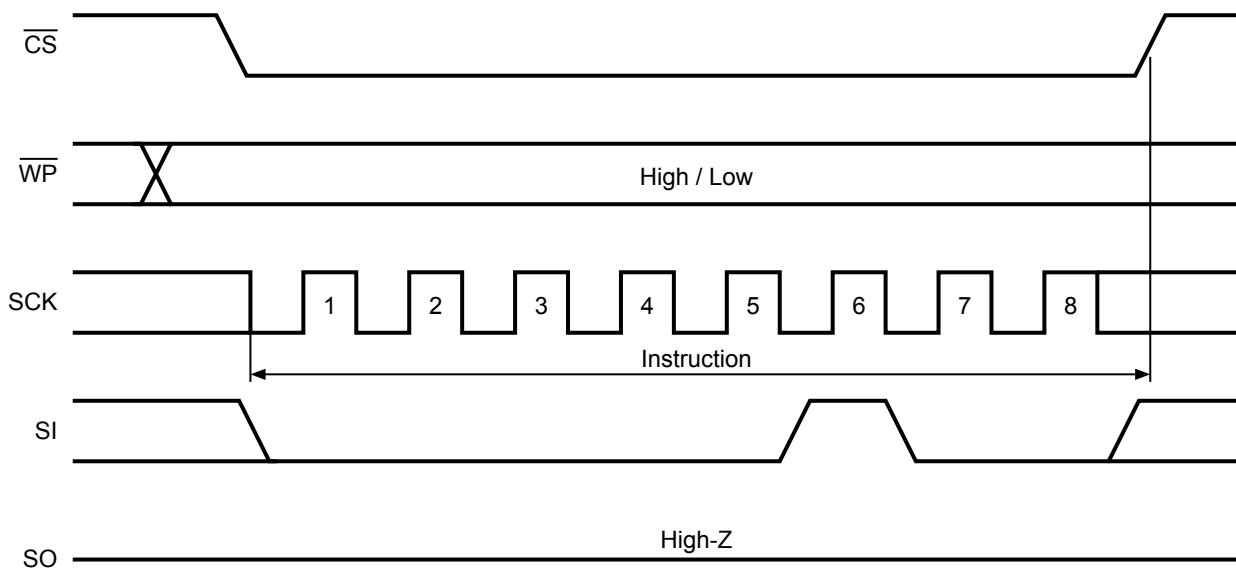 CS
WP
High / Low
SCK
1 2 3 4 5 6 7 8
Instruction
SI
High-Z
SO